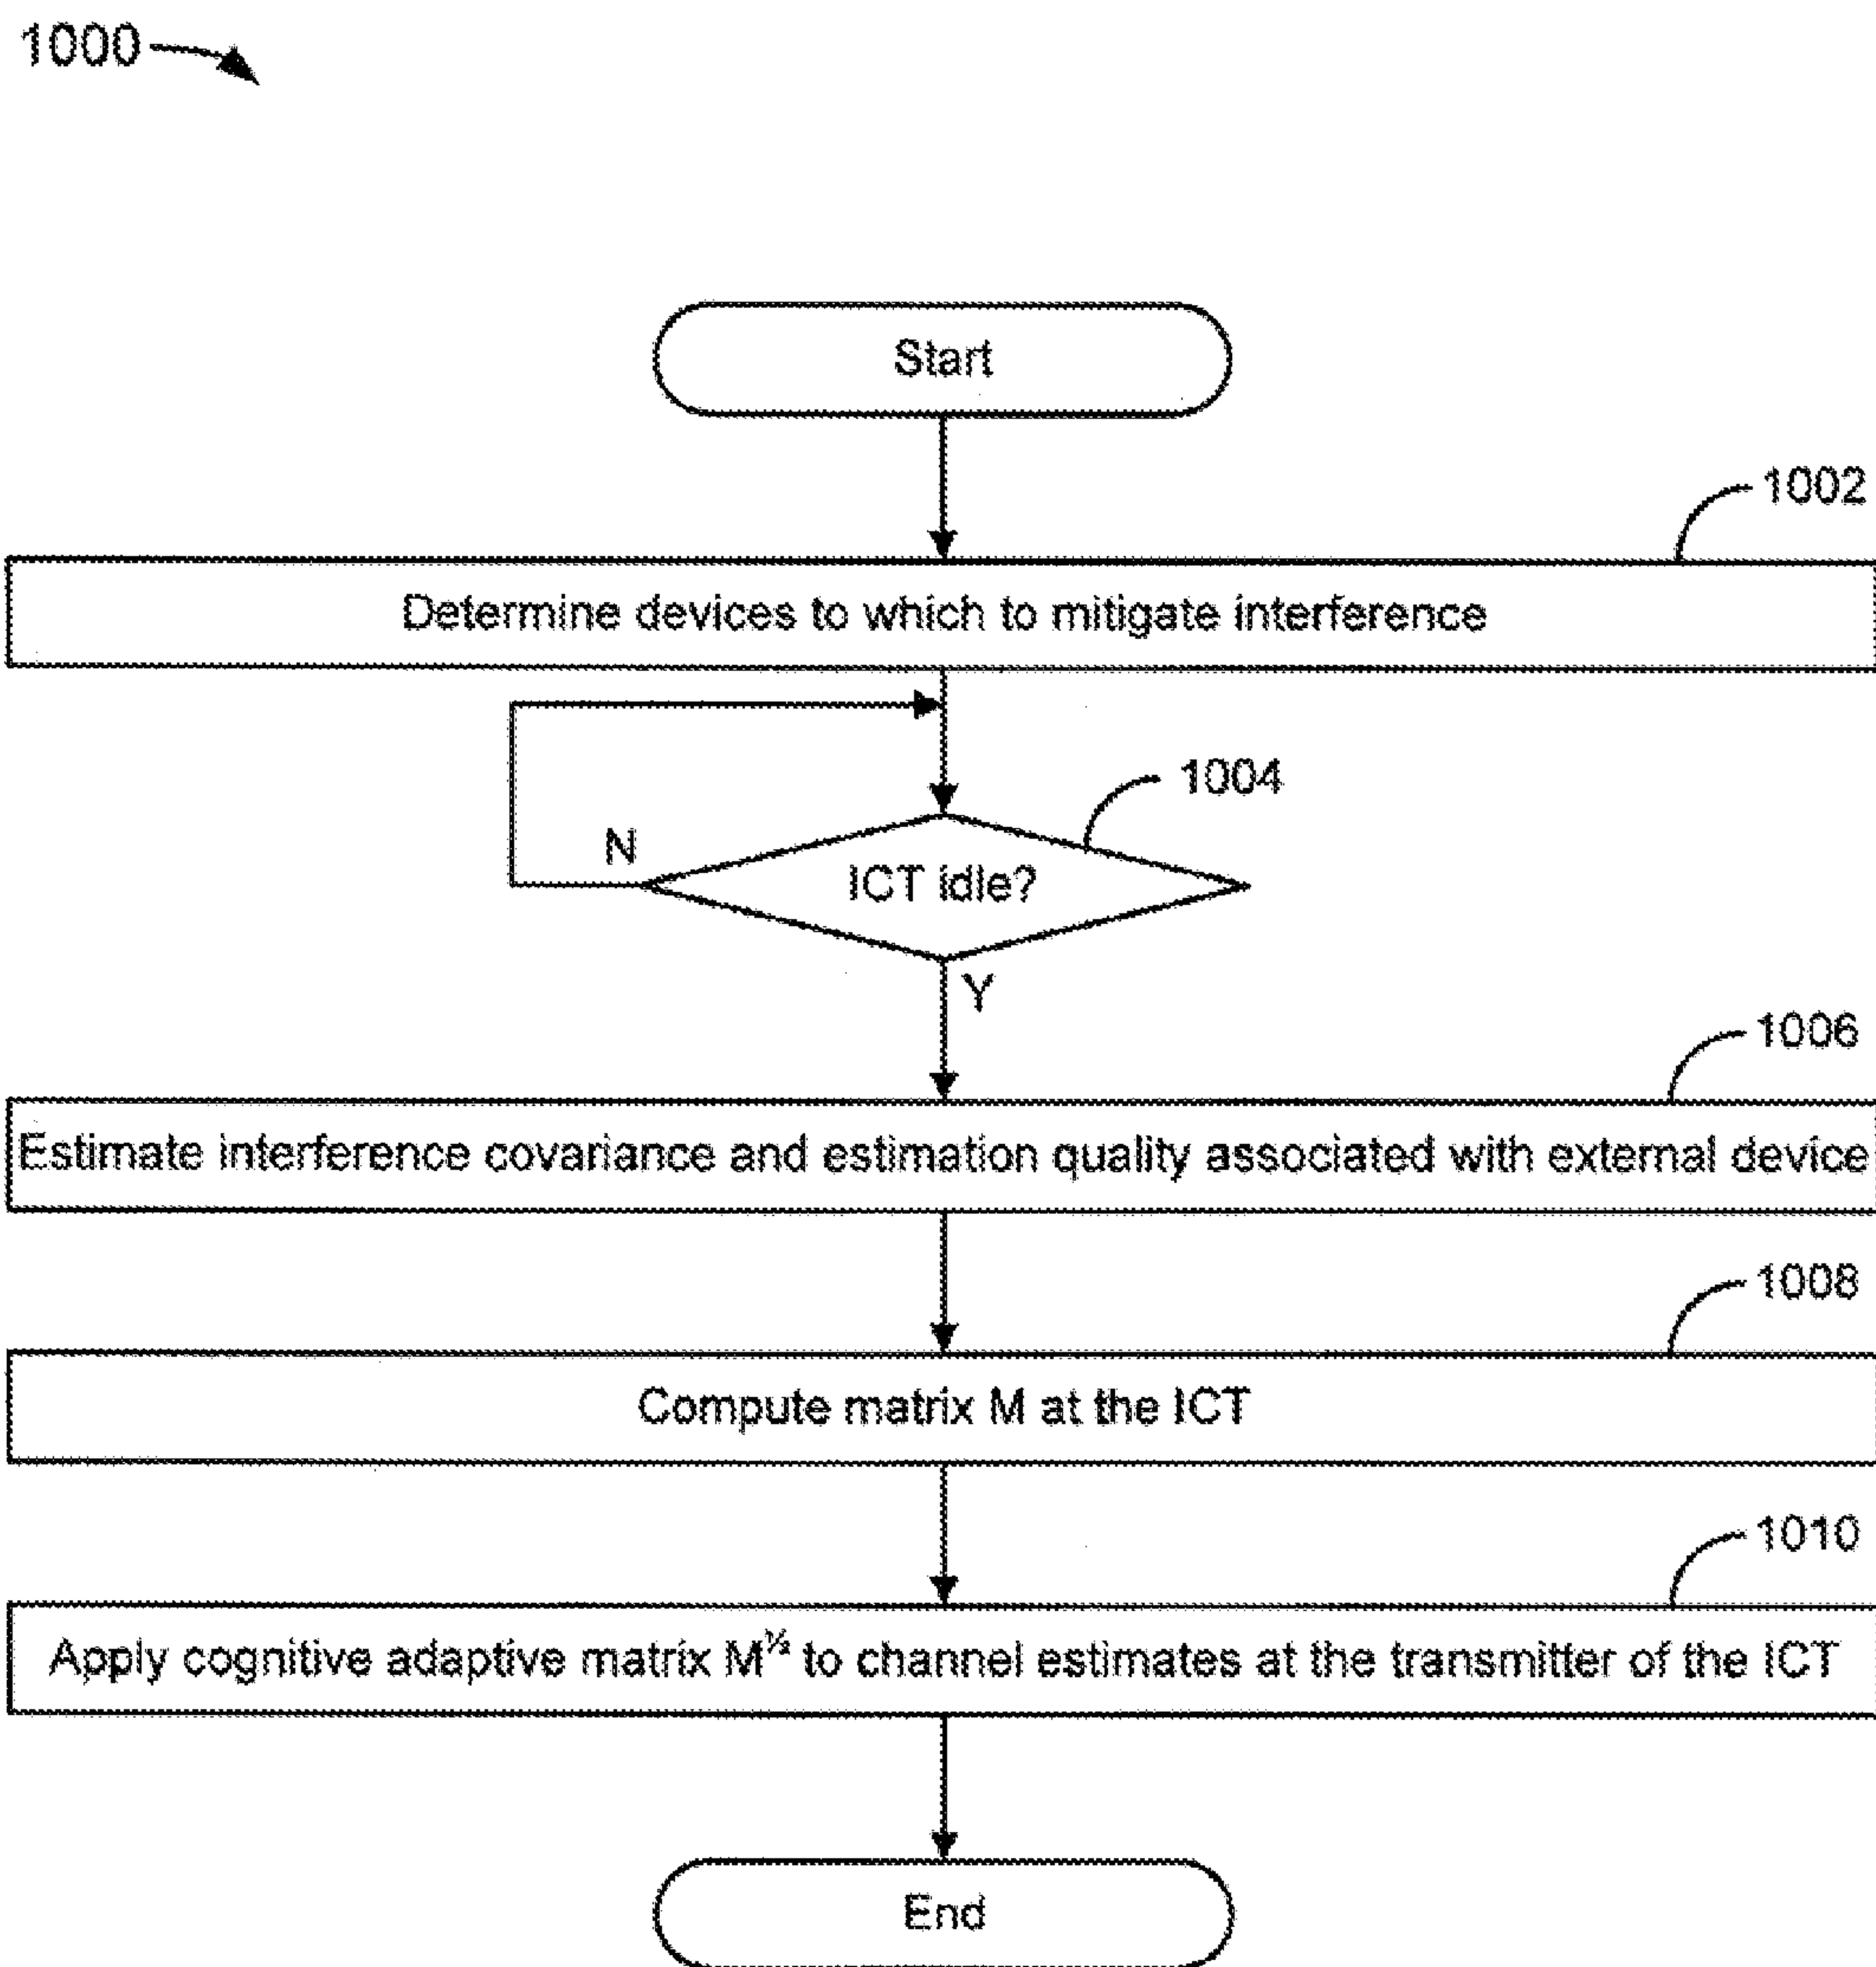 1000
Start
1002
Determine devices to which to mitigate interference
1004
N
ICT idle?
Y
1006
Estimate interference covariance and estimation quality associated with external device
1008
Compute matrix M at the ICT
1010
Apply cognitive adaptive matrix M^½ to channel estimates at the transmitter of the ICT
End